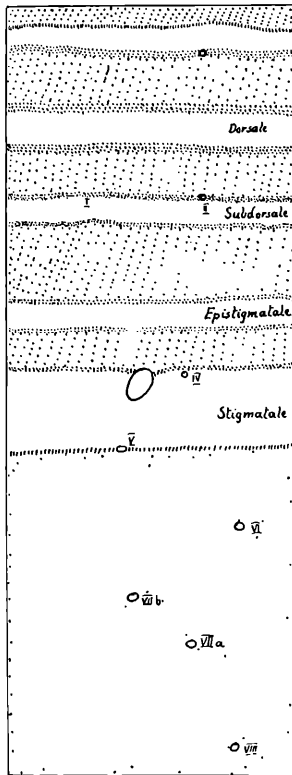 Dorsale
I II
Subdorsale
Epistigmatale
IV
Stigmatale
V
VI
VII b
VII a
VIII